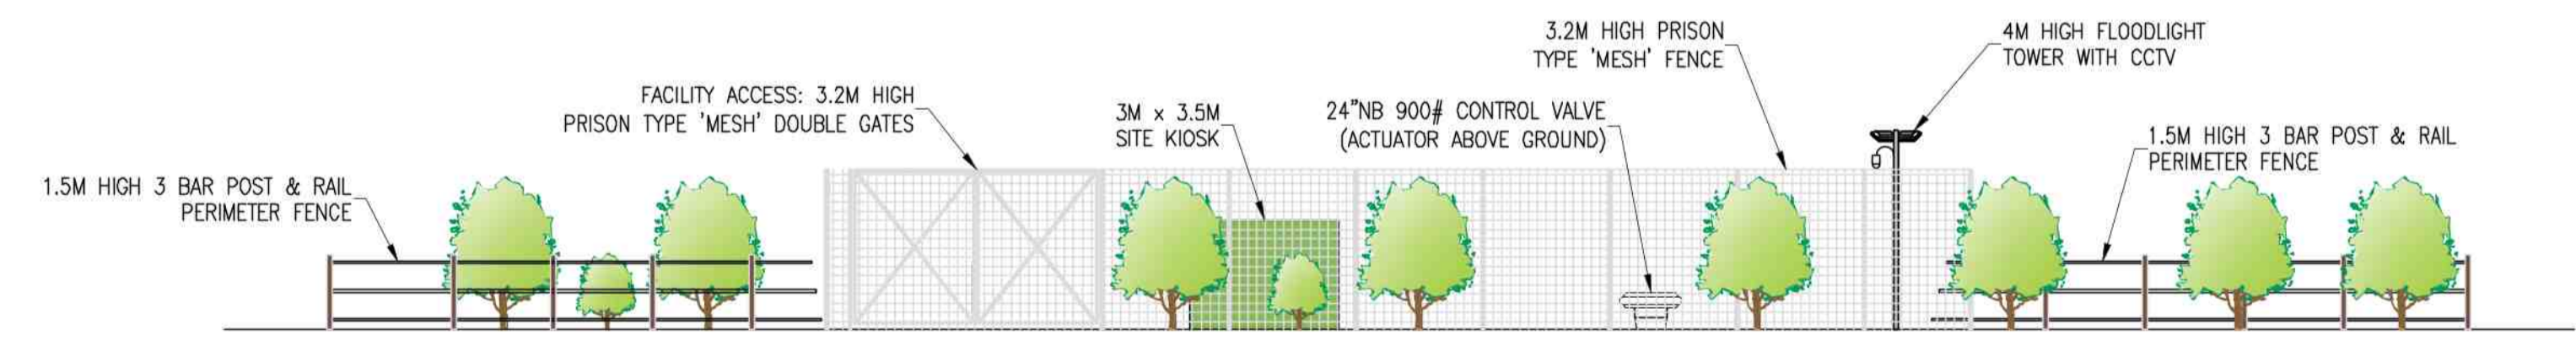 1.5M HIGH 3 BAR POST & RAIL
PERIMETER FENCE
FACILITY ACCESS: 3.2M HIGH
PRISON TYPE 'MESH' DOUBLE GATES
3M x 3.5M
SITE KIOSK
24"NB 900# CONTROL VALVE
(ACTUATOR ABOVE GROUND)
3.2M HIGH PRISON
TYPE 'MESH' FENCE
4M HIGH FLOODLIGHT
TOWER WITH CCTV
1.5M HIGH 3 BAR POST & RAIL
PERIMETER FENCE